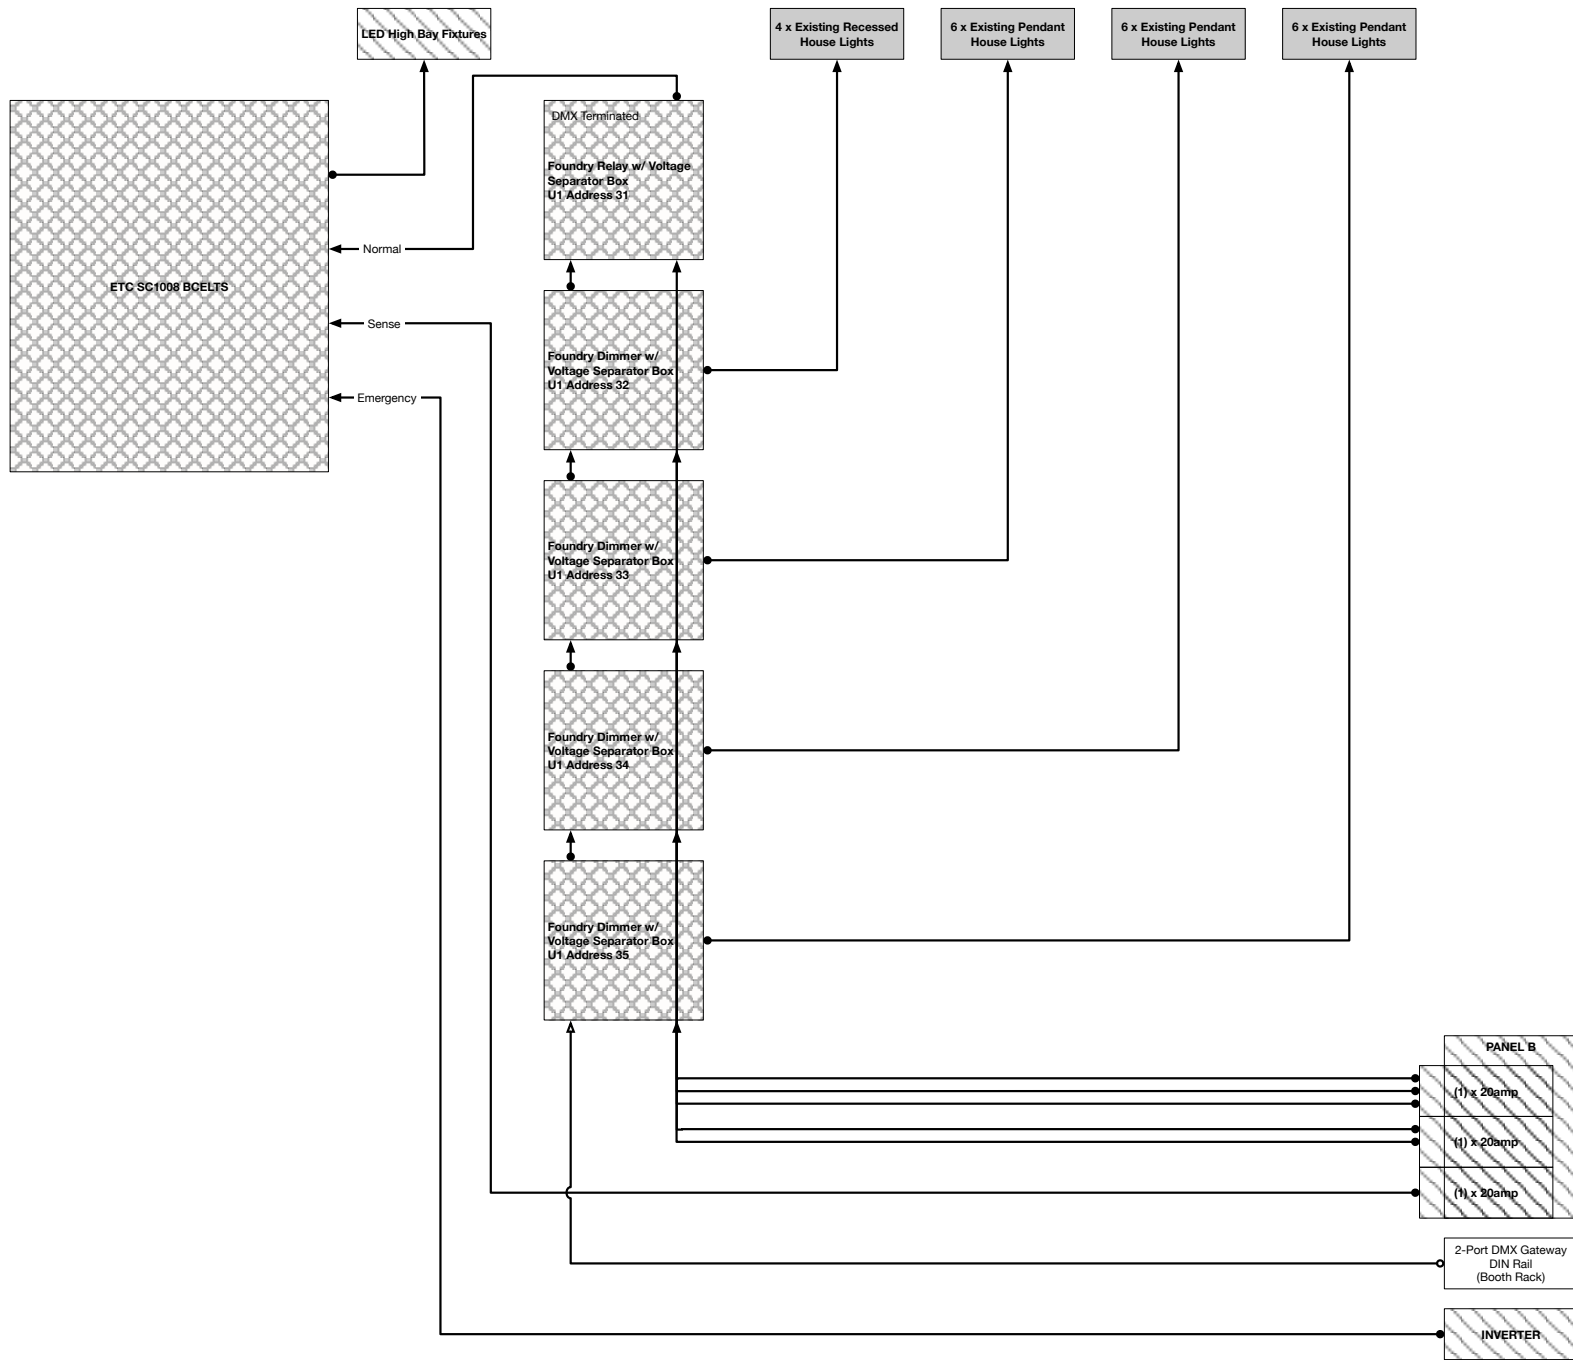 LED High Bay Fixtures
4 x Existing Recessed
House Lights
6 x Existing Pendant
House Lights
6 x Existing Pendant
House Lights
6 x Existing Pendant
House Lights
DMX Terminated
Foundry Relay w/ Voltage
Separator Box
U1 Address 31
Normal
ETC SC1008 BCELTS
Sense
Emergency
Foundry Dimmer w/
Voltage Separator Box
U1 Address 32
Foundry Dimmer w/
Voltage Separator Box
U1 Address 33
Foundry Dimmer w/
Voltage Separator Box
U1 Address 34
Foundry Dimmer w/
Voltage Separator Box
U1 Address 35
PANEL B
(1) x 20amp
(1) x 20amp
(1) x 20amp
2-Port DMX Gateway
DIN Rail
(Booth Rack)
INVERTER